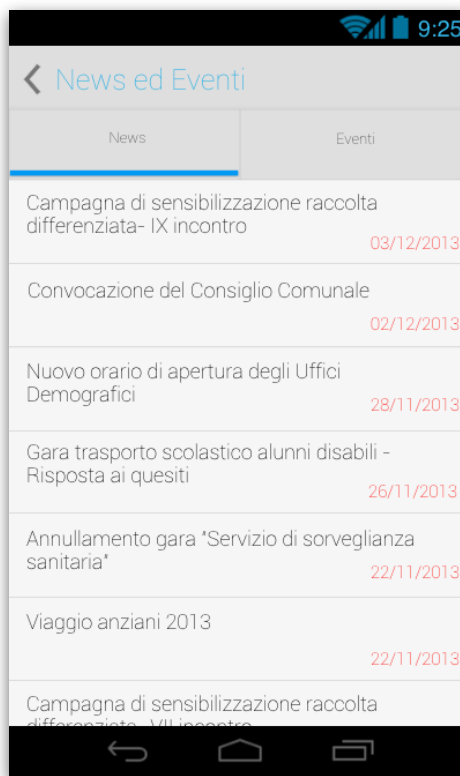 9:25
News ed Eventi
News
Eventi
Campagna di sensibilizzazione raccolta
differenziata- IX incontro
03/12/2013
Convocazione del Consiglio Comunale
02/12/2013
Nuovo orario di apertura degli Uffici
Demografici
28/11/2013
Gara trasporto scolastico alunni disabili -
Risposta ai quesiti
26/11/2013
Annullamento gara "Servizio di sorveglianza
sanitaria"
22/11/2013
Viaggio anziani 2013
22/11/2013
Campagna di sensibilizzazione raccolta
differenziata- VII incontro